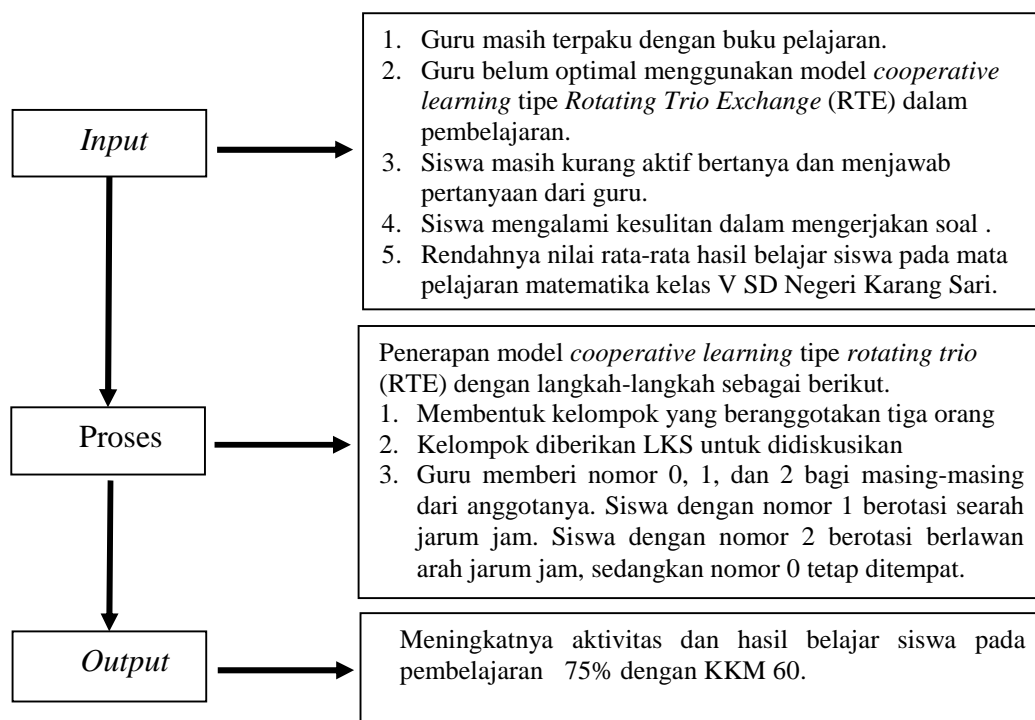 Input
1. Guru masih terpaku dengan buku pelajaran.
2. Guru belum optimal menggunakan model cooperative
learning tipe Rotating Trio Exchange (RTE) dalam
pembelajaran.
3. Siswa masih kurang aktif bertanya dan menjawab
pertanyaan dari guru.
4. Siswa mengalami kesulitan dalam mengerjakan soal .
5. Rendahnya nilai rata-rata hasil belajar siswa pada mata
pelajaran matematika kelas V SD Negeri Karang Sari.
Proses
Penerapan model cooperative learning tipe rotating trio
(RTE) dengan langkah-langkah sebagai berikut.
1. Membentuk kelompok yang beranggotakan tiga orang
2. Kelompok diberikan LKS untuk didiskusikan
3. Guru memberi nomor 0, 1, dan 2 bagi masing-masing
dari anggotanya. Siswa dengan nomor 1 berotasi searah
jarum jam. Siswa dengan nomor 2 berotasi berlawan
arah jarum jam, sedangkan nomor 0 tetap ditempat.
Output
Meningkatnya aktivitas dan hasil belajar siswa pada
pembelajaran 75% dengan KKM 60.